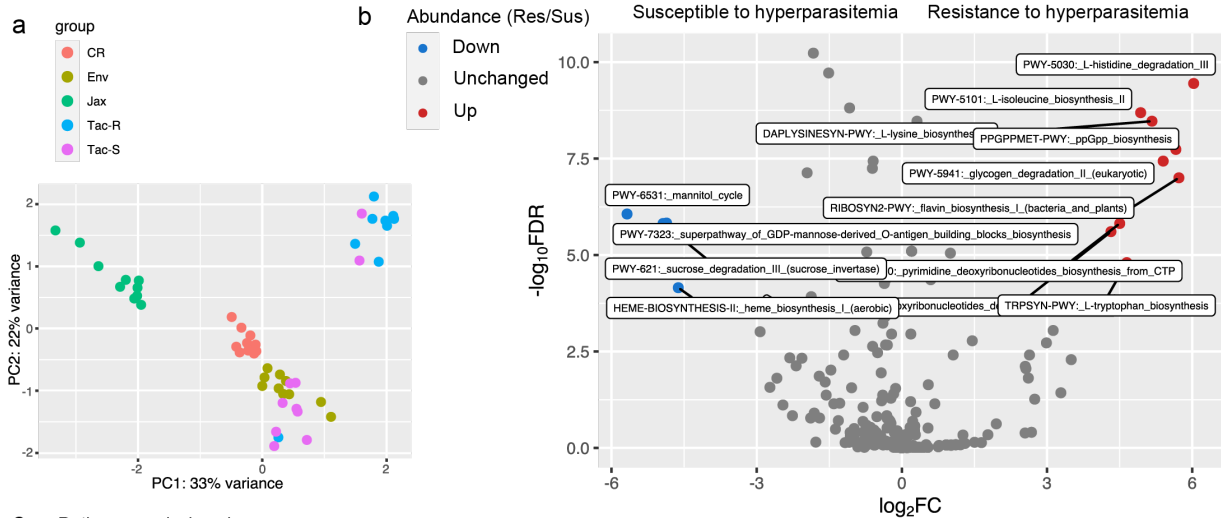 a
group
CR
Env
Jax
Tac-R
Tac-S
2
1
0
-1
-2
PC2: 22% variance
-2
0
2
PC1: 33% variance
b
Abundance (Res/Sus)
Down
Unchanged
Up
Susceptible to hyperparasitemia
Resistance to hyperparasitemia
10.0
7.5
5.0
2.5
0.0
-log10FDR
PWY-5030:_L-histidine_degradation_III
PWY-5101:_L-isoleucine_biosynthesis_II
DAPLYSINESYN-PWY:_L-lysine_biosynthes
PPGPPMET-PWY:_ppGpp_biosynthesis
PWY-5941:_glycogen_degradation_II_(eukaryotic)
PWY-6531:_mannitol_cycle
RIBOSYN2-PWY:_flavin_biosynthesis_I_(bacteria_and_plants)
PWY-7323:_superpathway_of_GDP-mannose-derived_O-antigen_building_blocks_biosynthesis
PWY-621:_sucrose_degradation_III_(sucrose_invertase)
0:_pyrimidine_deoxyribonucleotides_biosynthesis_from_CTP
HEME-BIOSYNTHESIS-II:_heme_biosynthesis_I_(aerobic)
oxyribonucleotides_de
TRPSYN-PWY:_L-tryptophan_biosynthesis
-6
-3
0
3
6
log2FC